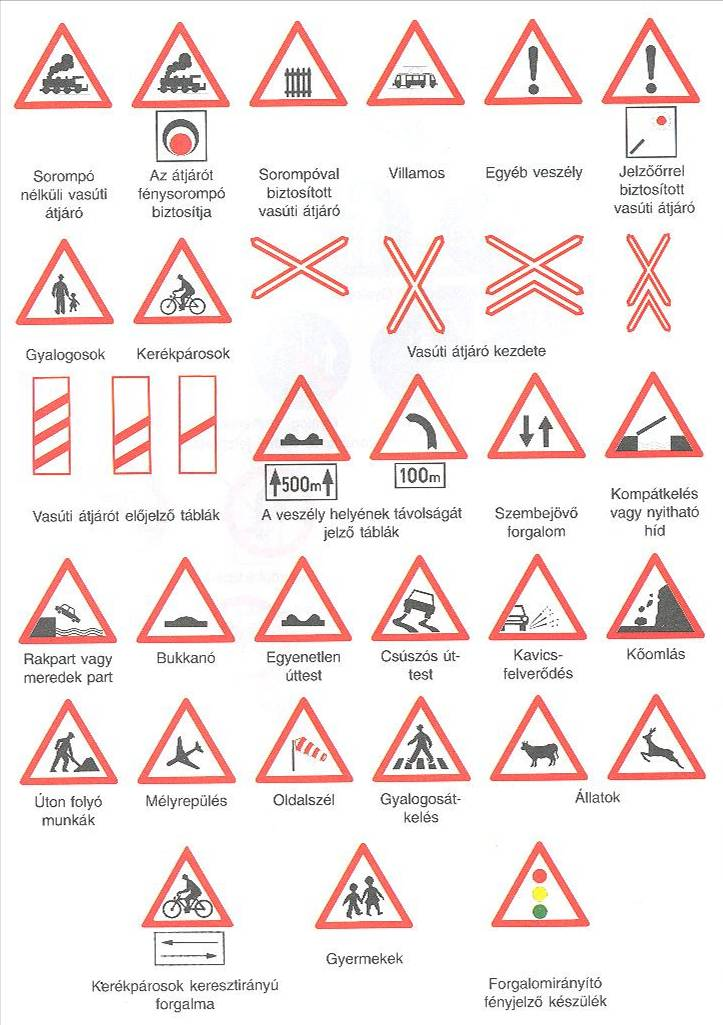 Sorompó
nélküli vasúti
átjáró
Az átjárót
fénysorompó
biztosítja
Sorompóval
biztosított
vasúti átjáró
Villamos
Egyéb veszély
Jelzőőrrel
biztosított
vasúti átjáró
Gyalogosok
Kerékpárosok
Vasúti átjáró kezdete
Vasúti átjárót előjelző táblák
500m
100m
A veszély helyének távolságát
jelző táblák
Szembejövő
forgalom
Kompátkelés
vagy nyitható
híd
Rakpart vagy
meredek part
Bukkanó
Egyenetlen
úttest
Csúszós út-
test
Kavics-
felverődés
Kőomlás
Úton folyó
munkák
Mélyrepülés
Oldalszél
Gyalogosát-
kelés
Állatok
Kerékpárosok keresztirányú
forgalma
Gyermekek
Forgalomirányító
fényjelző készülék